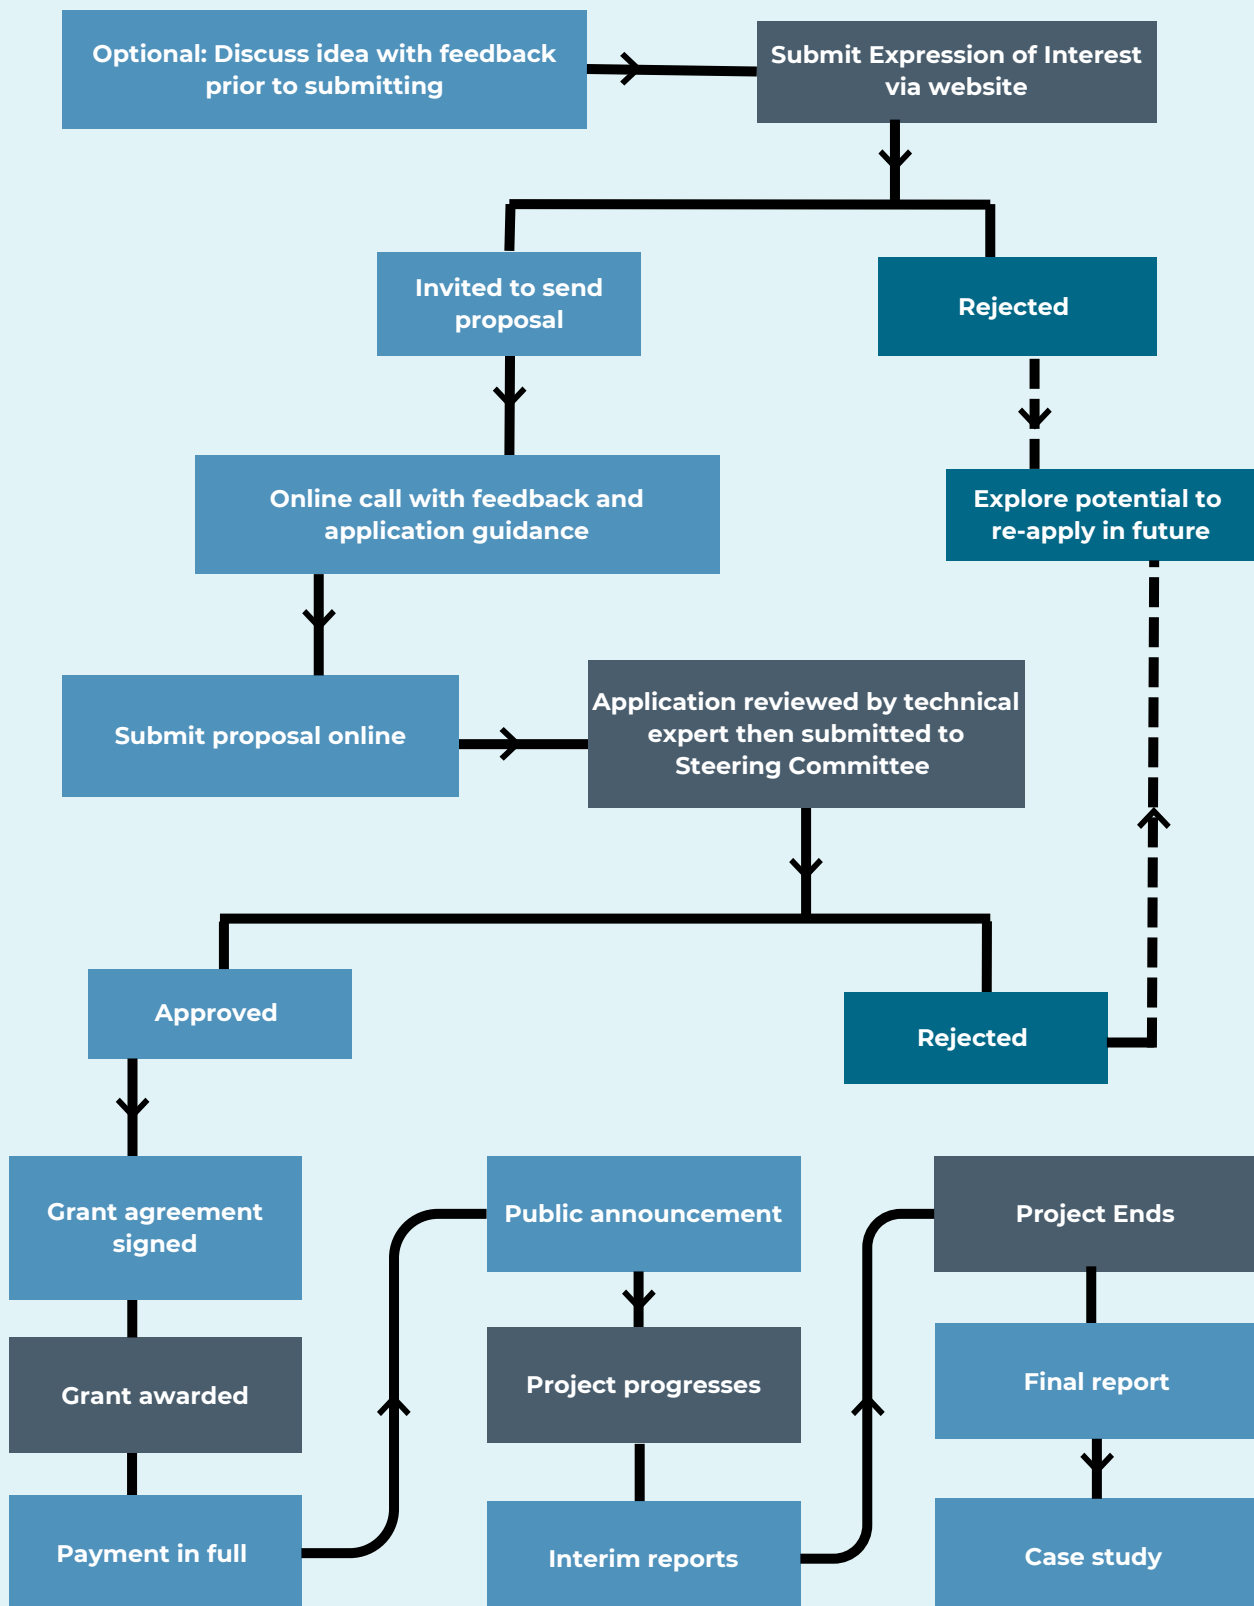 Optional: Discuss idea with feedback
prior to submitting
Submit Expression of Interest
via website
Invited to send
proposal
Rejected
Online call with feedback and
application guidance
Explore potential to
re-apply in future
Submit proposal online
Application reviewed by technical
expert then submitted to
Steering Committee
Approved
Rejected
Grant agreement
signed
Grant awarded
Payment in full
Public announcement
Project progresses
Interim reports
Project Ends
Final report
Case study